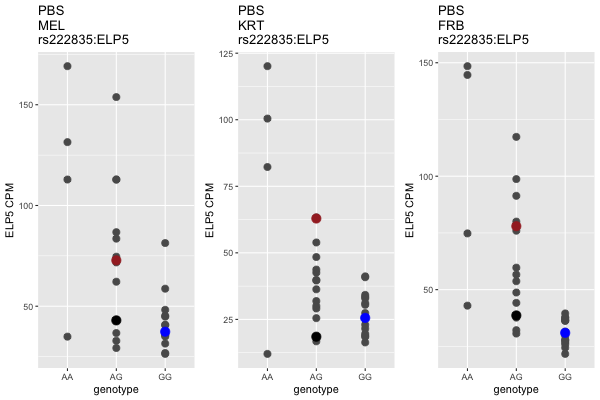 PBS
MEL
rs222835:ELP5
150
100
50
ELP5 CPM
AA
AG
GG
genotype
PBS
KRT
rs222835:ELP5
125
100
75
50
25
ELP5 CPM
AA
AG
GG
genotype
PBS
FRB
rs222835:ELP5
150
100
50
ELP5 CPM
AA
AG
GG
genotype